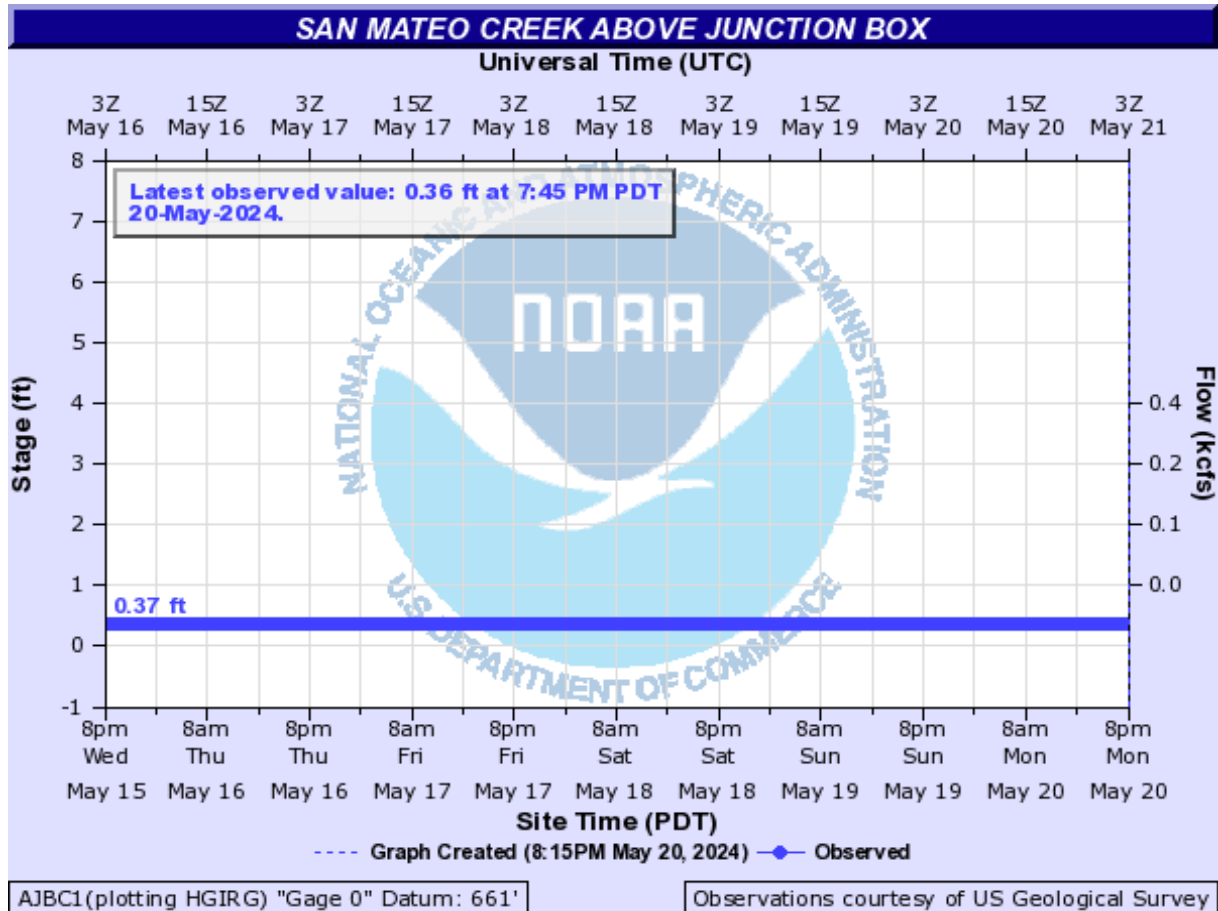 SAN MATEO CREEK ABOVE JUNCTION BOX
Universal Time (UTC)
3Z 15Z 3Z 15Z 3Z 15Z 3Z 15Z 3Z 15Z 3Z
May 16 May 16 May 17 May 17 May 18 May 18 May 19 May 19 May 20 May 20 May 21
Latest observed value: 0.36 ft at 7:45 PM PDT
20-May-2024.
NATIONAL OCEANIC AND ATMOSPHERIC ADMINISTRATION
NOAA
U.S. DEPARTMENT OF COMMERCE
Stage (ft)
8
7
6
5
4
3
2
1
0
-1
Flow (kcfs)
0.4
0.2
0.1
0.0
0.37 ft
8pm 8am 8pm 8am 8pm 8am 8pm 8am 8pm 8am 8pm
Wed Thu Thu Fri Fri Sat Sat Sun Sun Mon Mon
May 15 May 16 May 16 May 17 May 17 May 18 May 18 May 19 May 19 May 20 May 20
Site Time (PDT)
---- Graph Created (8:15PM May 20, 2024) Observed
AJBC1(plotting HGIRG) "Gage 0" Datum: 661'
Observations courtesy of US Geological Survey